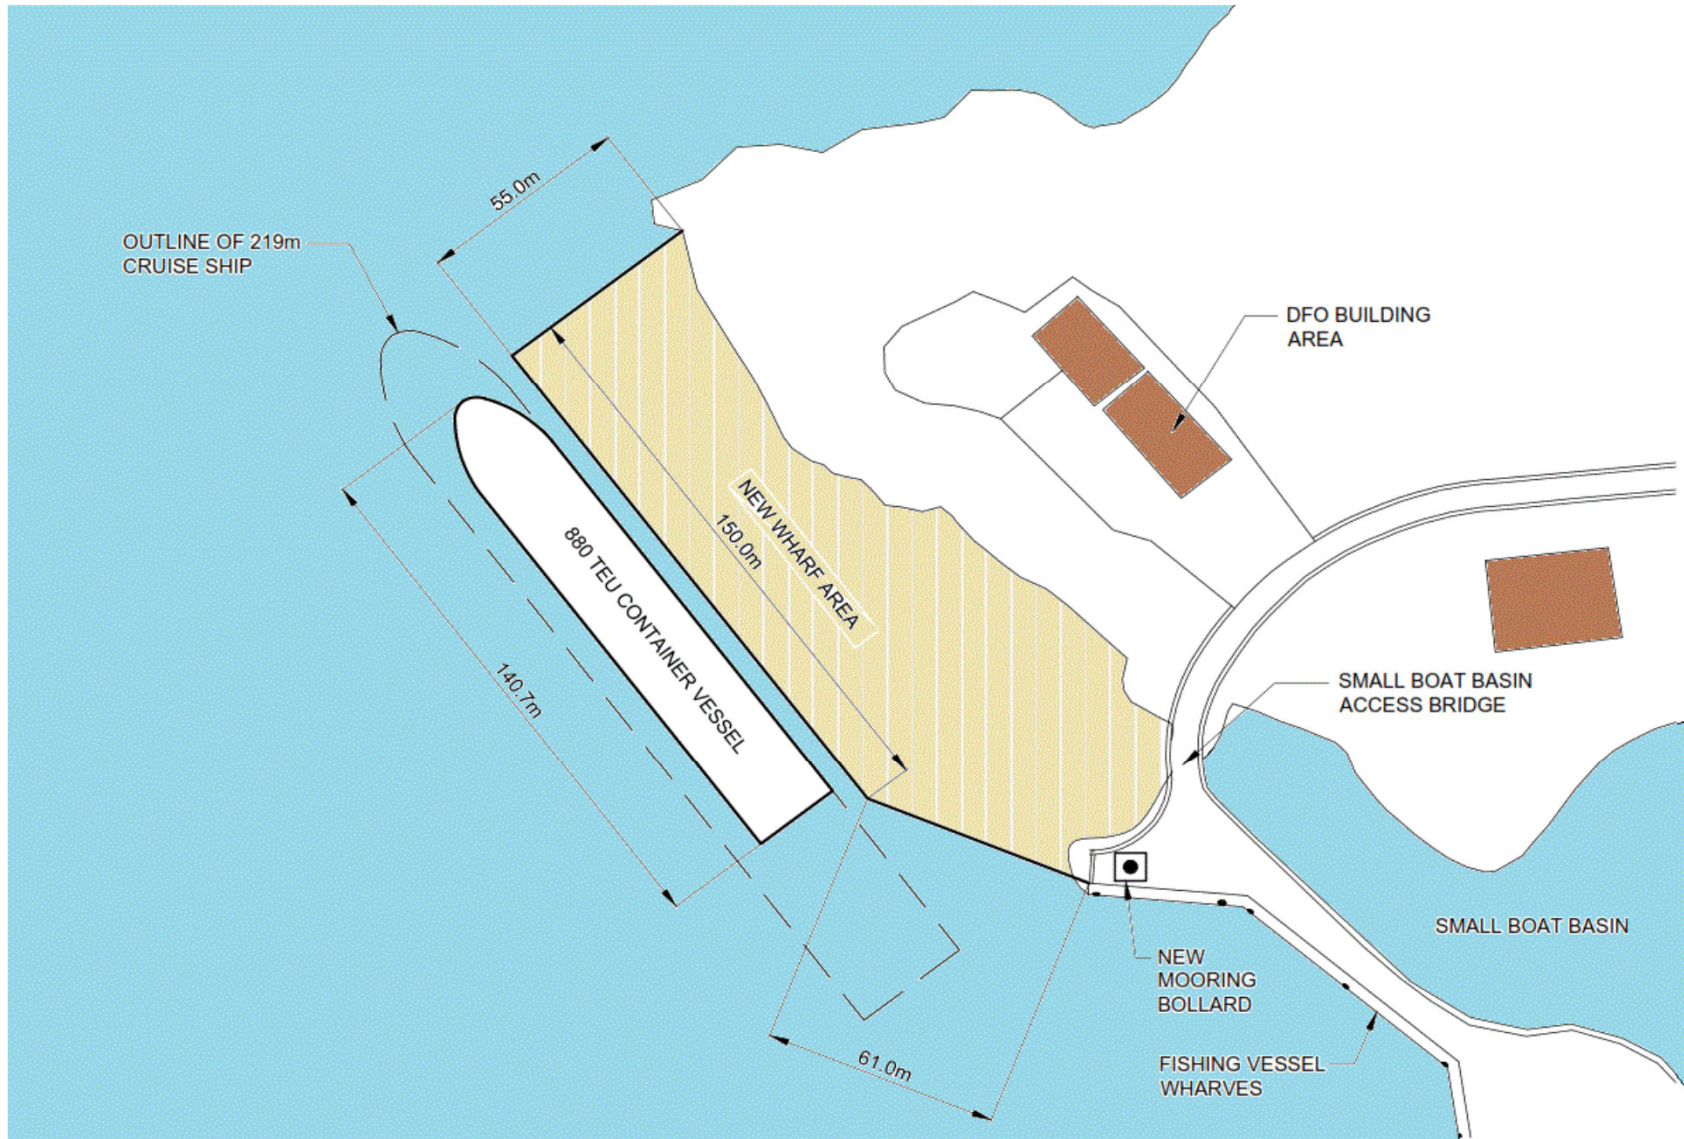 55.0m
OUTLINE OF 219m
CRUISE SHIP
DFO BUILDING
AREA
NEW WHARF AREA
150.0m
880 TEU CONTAINER VESSEL
140.7m
SMALL BOAT BASIN
ACCESS BRIDGE
SMALL BOAT BASIN
NEW
MOORING
BOLLARD
61.0m
FISHING VESSEL
WHARVES